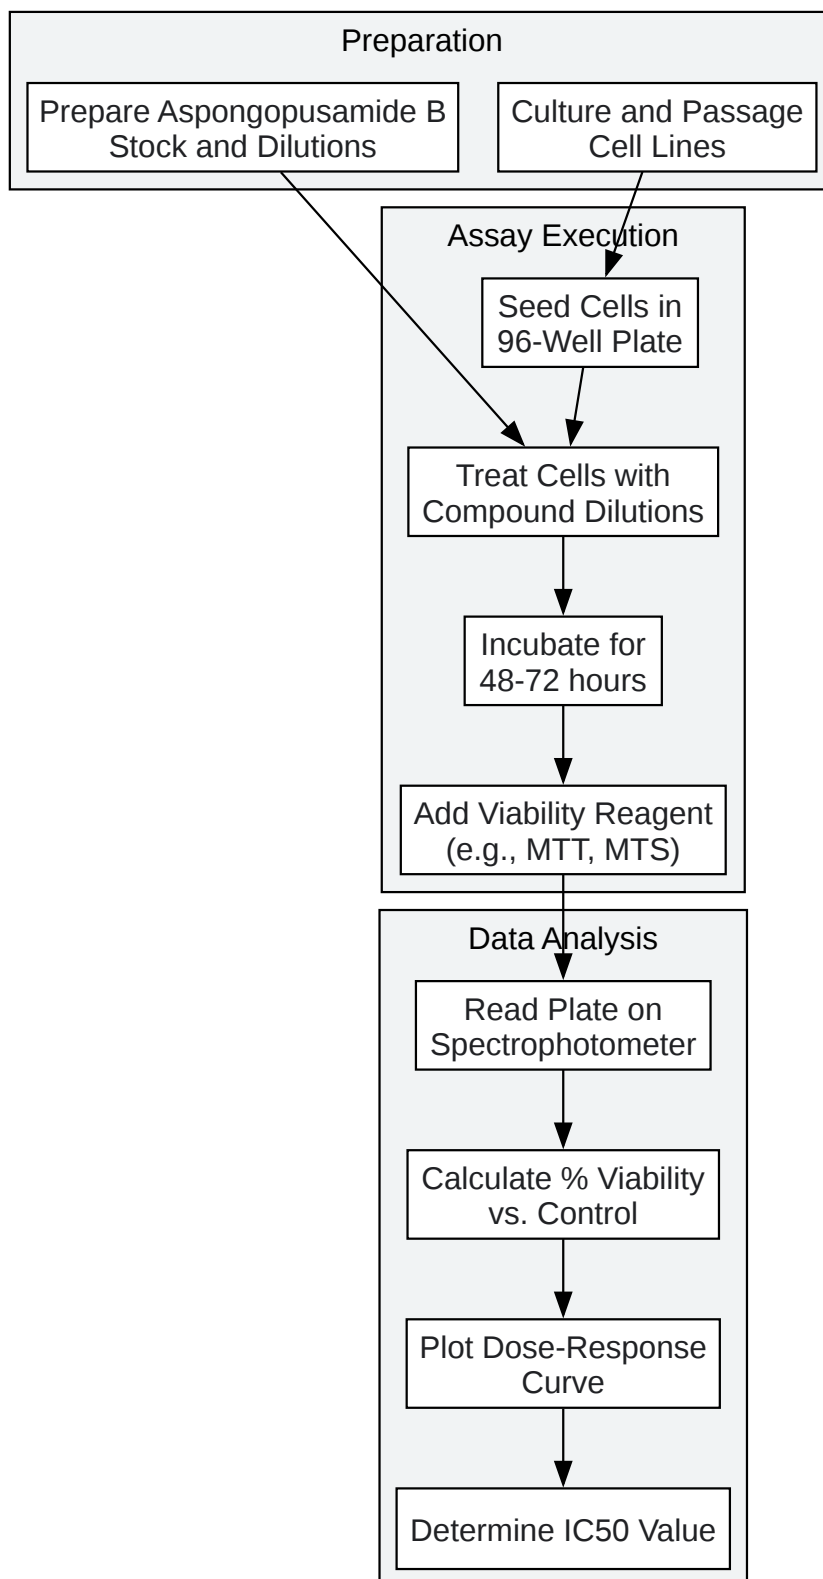 Preparation
Prepare Aspongopusamide B
Stock and Dilutions
Culture and Passage
Cell Lines
Assay Execution
Seed Cells in
96-Well Plate
Treat Cells with
Compound Dilutions
Incubate for
48-72 hours
Add Viability Reagent
(e.g., MTT, MTS)
Data Analysis
Read Plate on
Spectrophotometer
Calculate % Viability
vs. Control
Plot Dose-Response
Curve
Determine IC50 Value